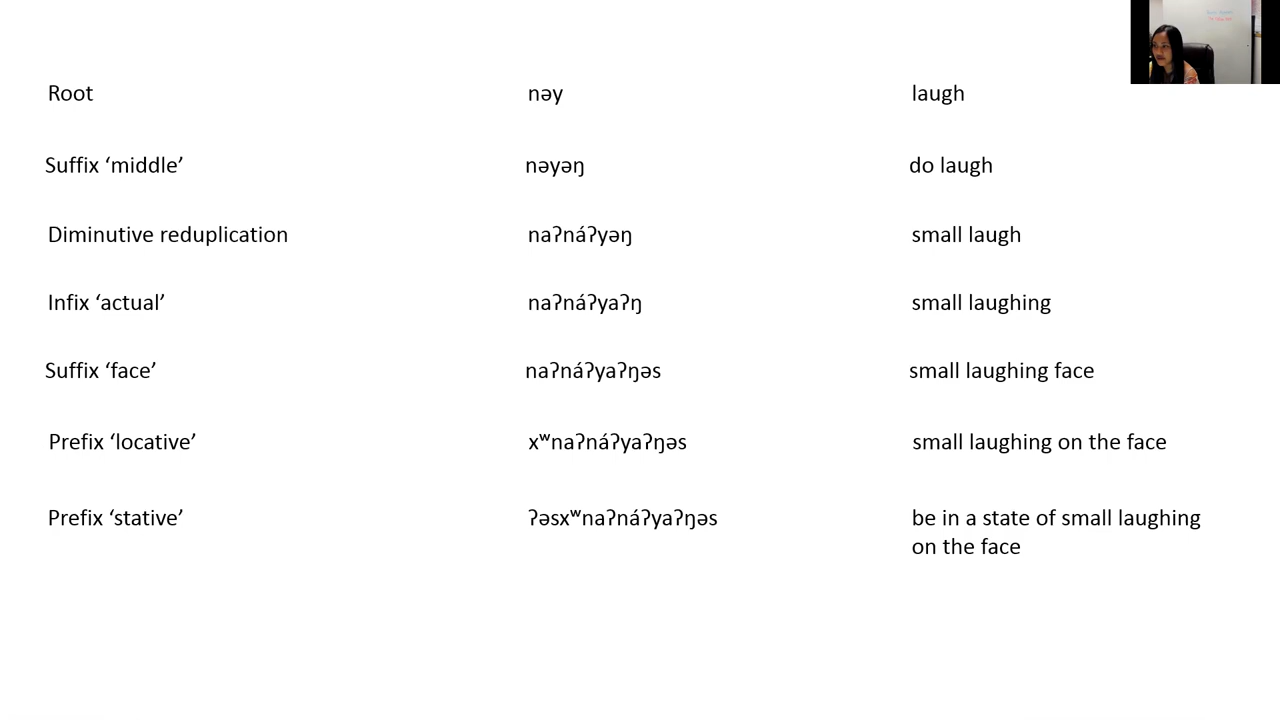 Root nəy laugh
Suffix ‘middle’ nəyəŋ do laugh
Diminutive reduplication naʔnáʔyəŋ small laugh
Infix ‘actual’ naʔnáʔyaʔŋ small laughing
Suffix ‘face’ naʔnáʔyaʔŋəs small laughing face
Prefix ‘locative’ xʷnaʔnáʔyaʔŋəs small laughing on the face
Prefix ‘stative’ ʔəsxʷnaʔnáʔyaʔŋəs be in a state of small laughing
on the face